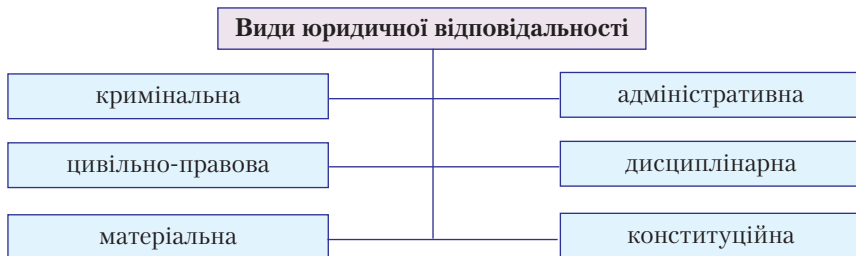 Види юридичної відповідальності
кримінальна
адміністративна
цивільно-правова
дисциплінарна
матеріальна
конституційна